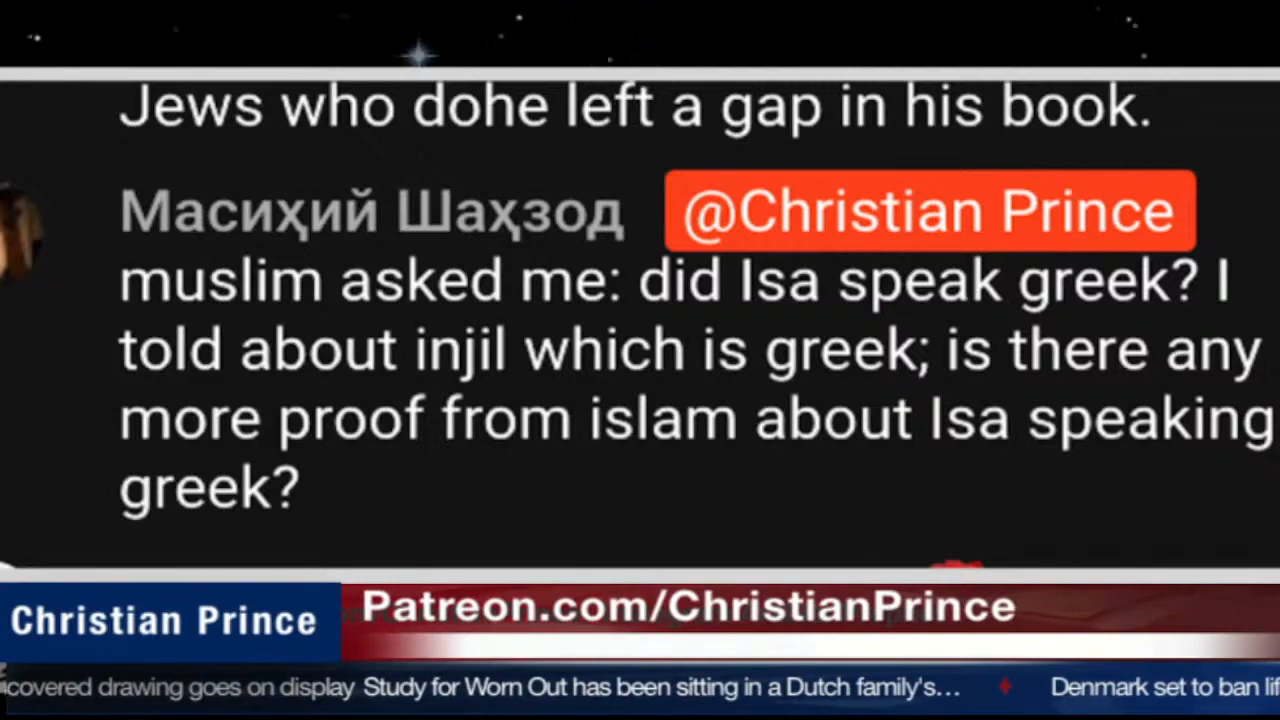 Jews who dohe left a gap in his book.
Масиҳий Шаҳзод @Christian Prince
muslim asked me: did Isa speak greek? I
told about injil which is greek; is there any
more proof from islam about Isa speaking
greek?
Christian Prince
Patreon.com/ChristianPrince
covered drawing goes on display Study for Worn Out has been sitting in a Dutch family's... Denmark set to ban